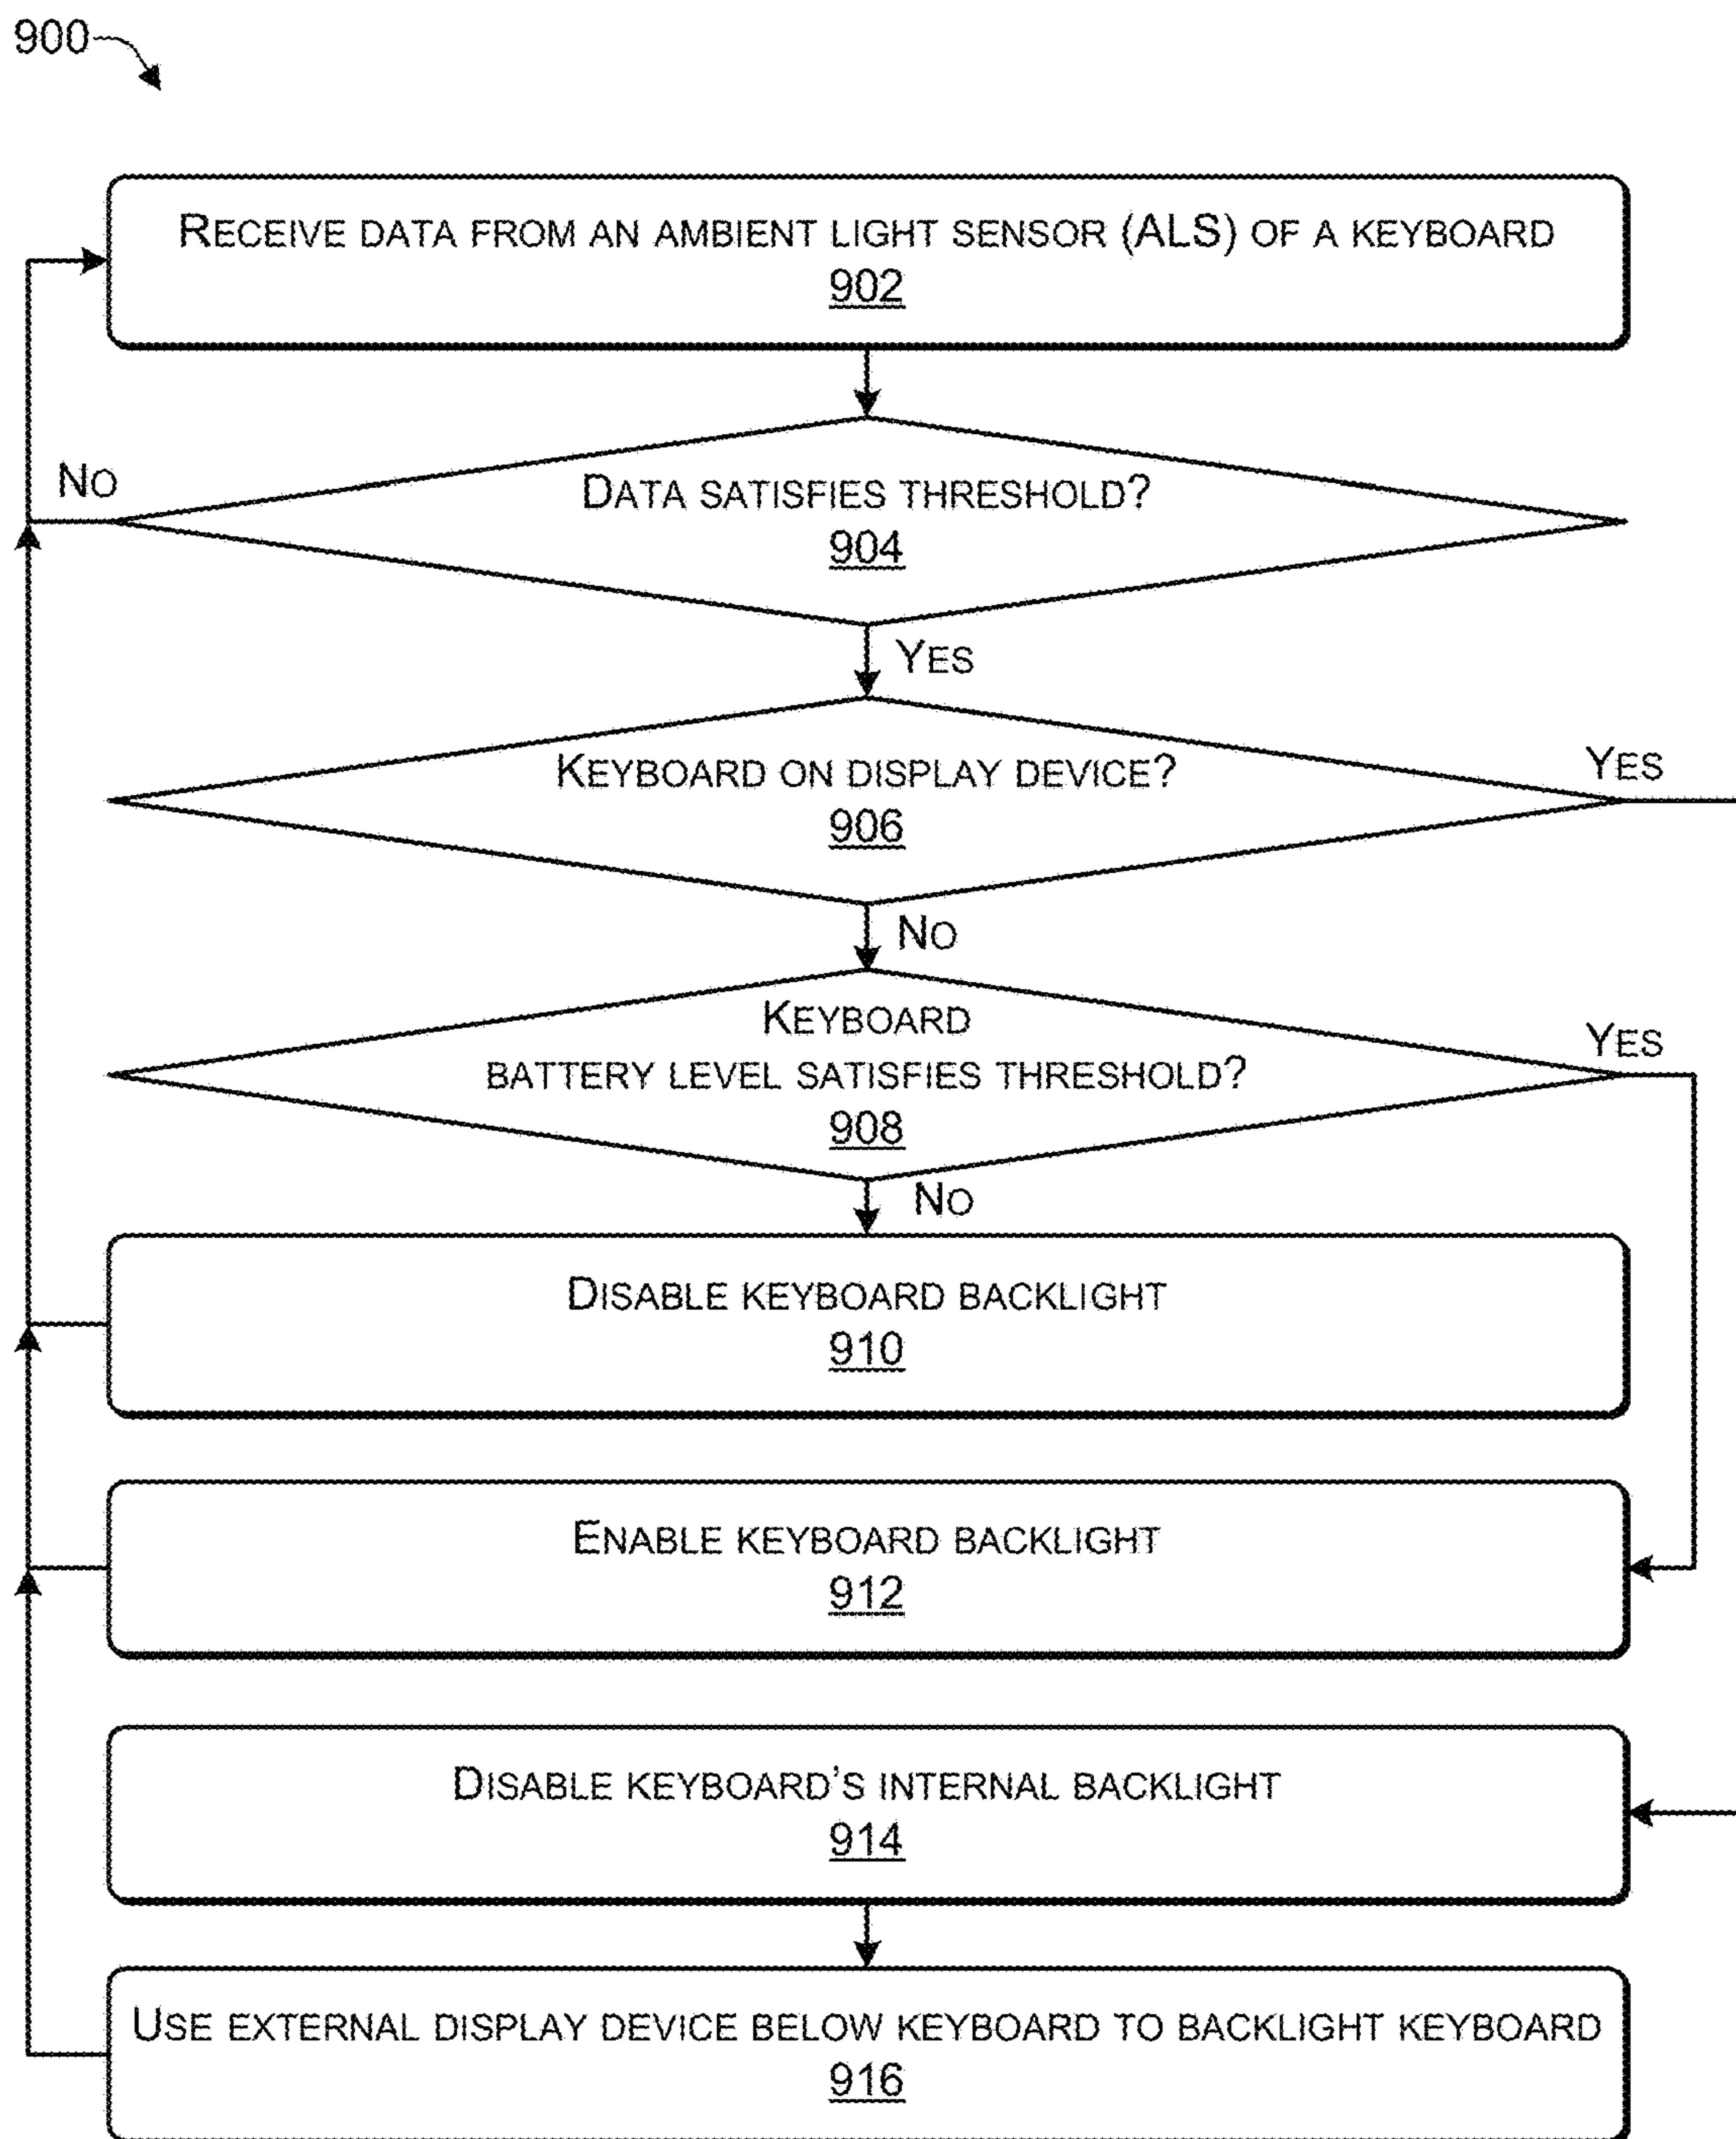 900
RECEIVE DATA FROM AN AMBIENT LIGHT SENSOR (ALS) OF A KEYBOARD
902
NO
DATA SATISFIES THRESHOLD?
904
YES
KEYBOARD ON DISPLAY DEVICE?
906
YES
NO
KEYBOARD
BATTERY LEVEL SATISFIES THRESHOLD?
908
YES
NO
DISABLE KEYBOARD BACKLIGHT
910
ENABLE KEYBOARD BACKLIGHT
912
DISABLE KEYBOARD'S INTERNAL BACKLIGHT
914
USE EXTERNAL DISPLAY DEVICE BELOW KEYBOARD TO BACKLIGHT KEYBOARD
916